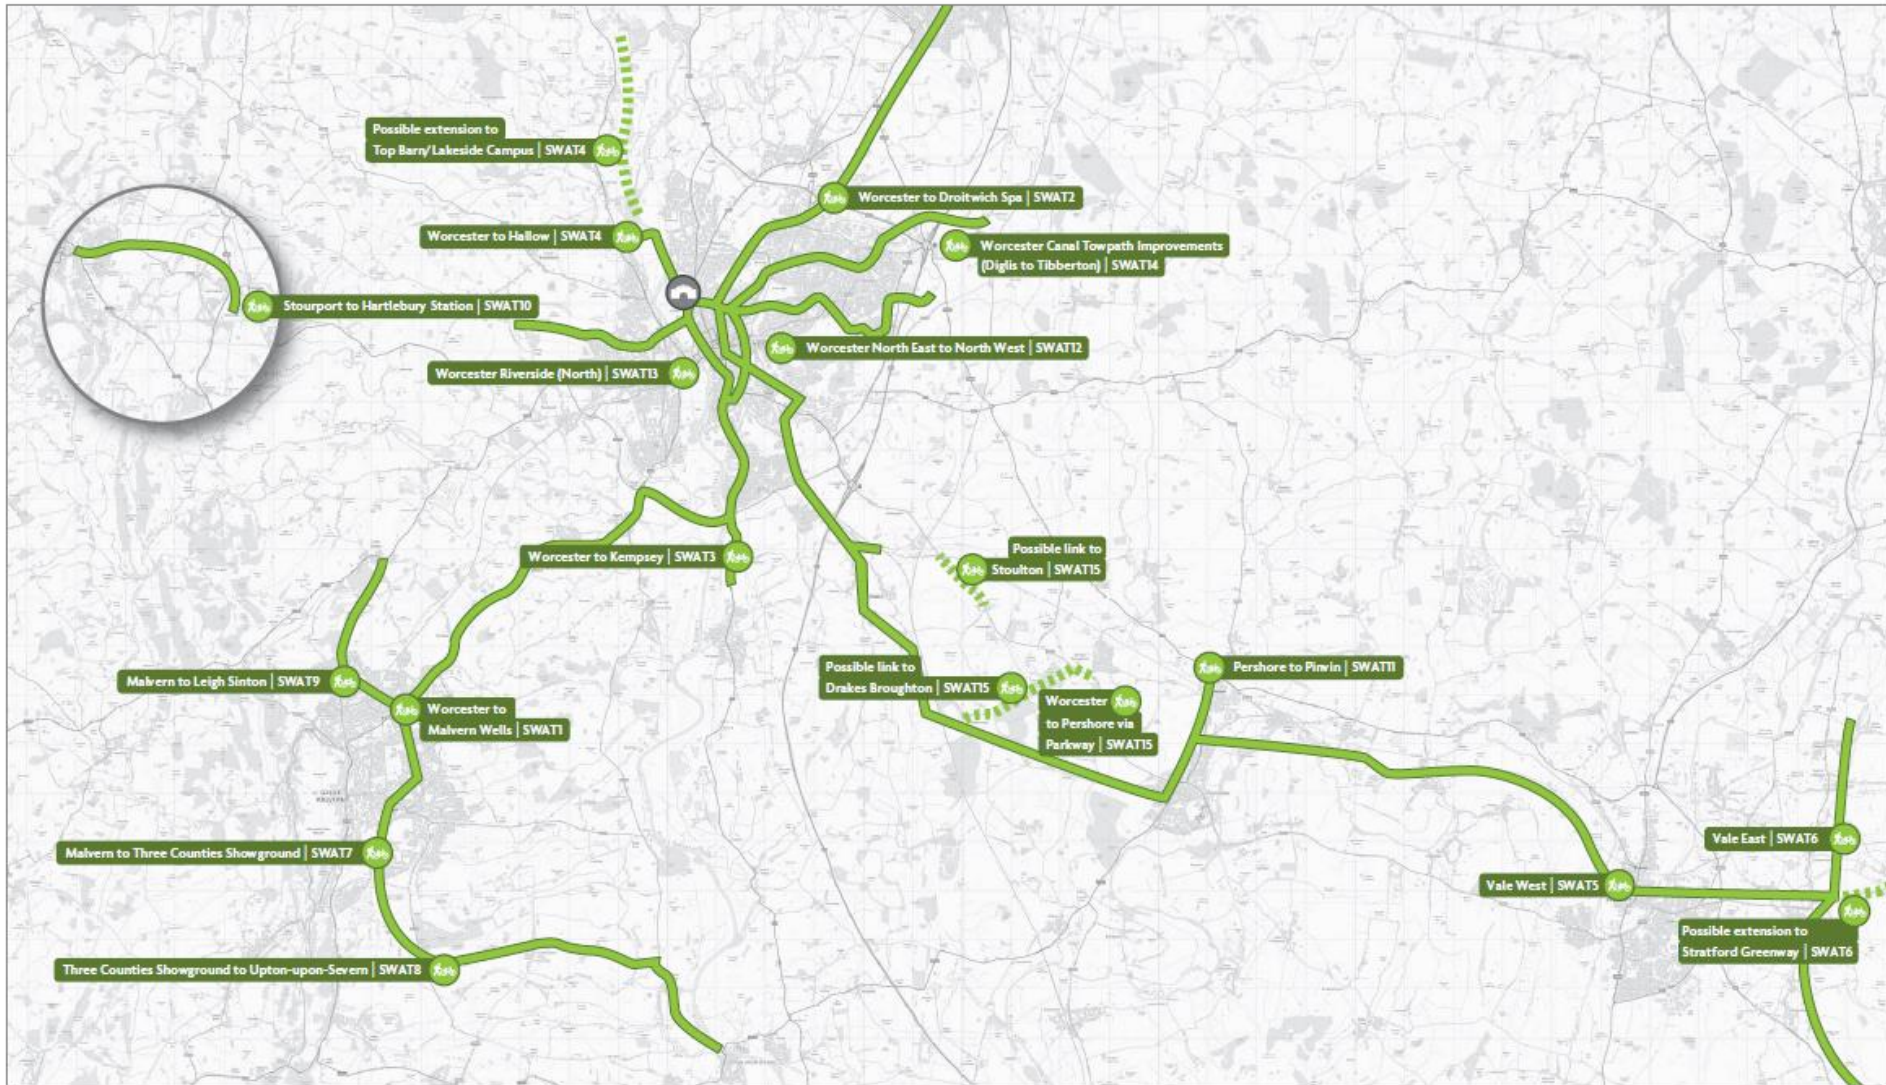 Possible extension to
Top Barn/Lakeside Campus | SWAT4
Worcester to Droitwich Spa | SWAT2
Worcester to Hallow | SWAT4
Worcester Canal Towpath Improvements
(Diglis to Tibberton) | SWAT14
Stourport to Hartlebury Station | SWAT10
Worcester North East to North West | SWAT12
Worcester Riverside (North) | SWAT13
Worcester to Kempsey | SWAT3
Possible link to
Stoulton | SWAT15
Malvern to Leigh Sinton | SWAT9
Worcester to
Malvern Wells | SWAT1
Possible link to
Drakes Broughton | SWAT15
Worcester
to Pershore via
Parkway | SWAT15
Pershore to Pinvin | SWAT11
Malvern to Three Counties Showground | SWAT7
Vale East | SWAT6
Vale West | SWAT5
Possible extension to
Stratford Greenway | SWAT6
Three Counties Showground to Upton-upon-Severn | SWAT8